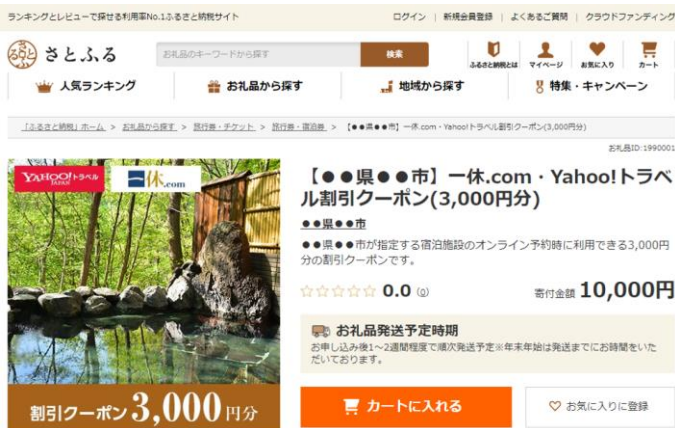 ランキングとレビューで探せる利用率No.1ふるさと納税サイト
ログイン | 新規会員登録 | よくあるご質問 | クラウドファンディング
さとふる
お礼品のキーワードから探す
検索
ふるさと納税とは
マイページ
お気に入り
カート
人気ランキング
お礼品から探す
地域から探す
特集・キャンペーン
「ふるさと納税」ホーム > お礼品から探す > 旅行券・チケット > 旅行券・宿泊券 > 【●●県●●市】一休.com・Yahoo!トラベル割引クーポン(3,000円分)
お礼品ID:1990001
YAHOO!トラベル
JAPAN
一休.com
割引クーポン3,000円分
【●●県●●市】一休.com・Yahoo!トラベ
ル割引クーポン(3,000円分)
●●県●●市
●●県●●市が指定する宿泊施設のオンライン予約時に利用できる3,000円
分の割引クーポンです。
☆☆☆☆☆ 0.0 (0)
寄付金額 10,000円
お礼品発送予定時期
お申し込み後1~2週間程度で順次発送予定※年末年始は発送までにお時間をいた
だいております。
カートに入れる
お気に入りに登録